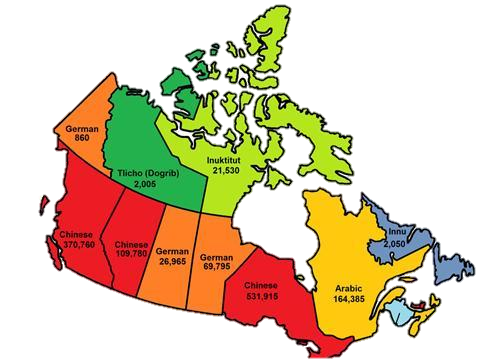 German
860
Tlicho (Dogrib)
2,005
Inuktitut
21,530
Chinese
370,760
Chinese
109,780
German
26,965
German
69,795
Chinese
531,915
Arabic
164,385
Innu
2,050